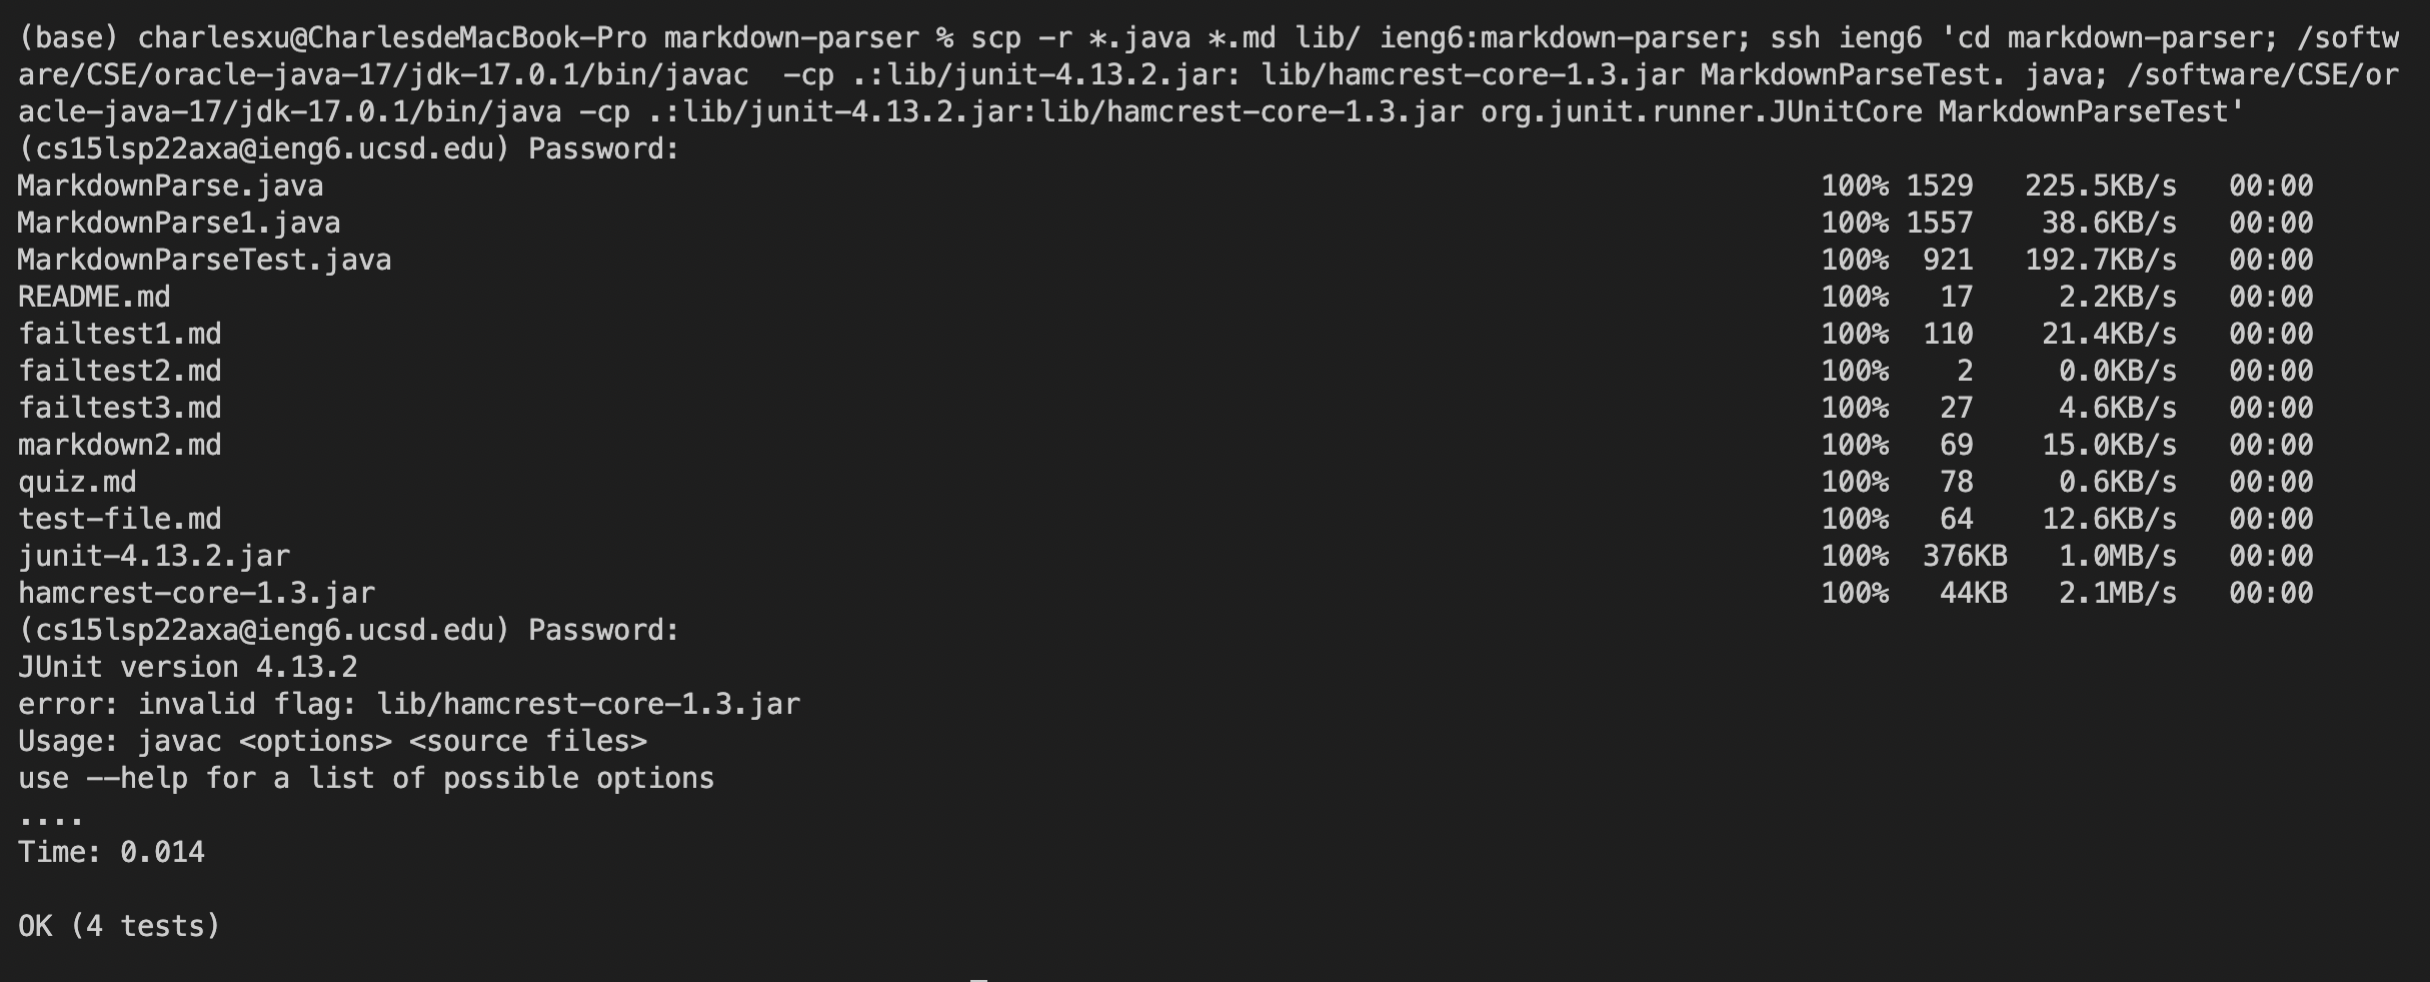 (base) charlesxu@CharlesdeMacBook-Pro markdown-parser % scp -r *.java *.md lib/ ieng6:markdown-parser; ssh ieng6 'cd markdown-parser; /softw
are/CSE/oracle-java-17/jdk-17.0.1/bin/javac  -cp .:lib/junit-4.13.2.jar: lib/hamcrest-core-1.3.jar MarkdownParseTest. java; /software/CSE/or
acle-java-17/jdk-17.0.1/bin/java -cp .:lib/junit-4.13.2.jar:lib/hamcrest-core-1.3.jar org.junit.runner.JUnitCore MarkdownParseTest'
(cs15lsp22axa@ieng6.ucsd.edu) Password:
MarkdownParse.java 100% 1529 225.5KB/s 00:00
MarkdownParse1.java 100% 1557 38.6KB/s 00:00
MarkdownParseTest.java 100% 921 192.7KB/s 00:00
README.md 100% 17 2.2KB/s 00:00
failtest1.md 100% 110 21.4KB/s 00:00
failtest2.md 100% 2 0.0KB/s 00:00
failtest3.md 100% 27 4.6KB/s 00:00
markdown2.md 100% 69 15.0KB/s 00:00
quiz.md 100% 78 0.6KB/s 00:00
test-file.md 100% 64 12.6KB/s 00:00
junit-4.13.2.jar 100% 376KB 1.0MB/s 00:00
hamcrest-core-1.3.jar 100% 44KB 2.1MB/s 00:00
(cs15lsp22axa@ieng6.ucsd.edu) Password:
JUnit version 4.13.2
error: invalid flag: lib/hamcrest-core-1.3.jar
Usage: javac <options> <source files>
use --help for a list of possible options
....
Time: 0.014
OK (4 tests)